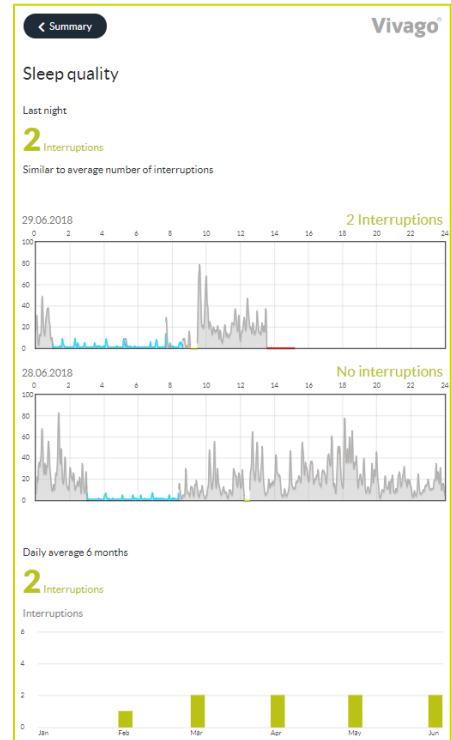 Summary
Vivago
Sleep quality
Last night
2 Interruptions
Similar to average number of interruptions
29.06.2018 2 Interruptions
0 2 4 6 8 10 12 14 16 18 20 22 24
100
80
60
40
20
0
28.06.2018 No interruptions
0 2 4 6 8 10 12 14 16 18 20 22 24
100
80
60
40
20
0
Daily average 6 months
2 Interruptions
Interruptions
6
4
2
0
Jan Feb Mar Apr May Jun